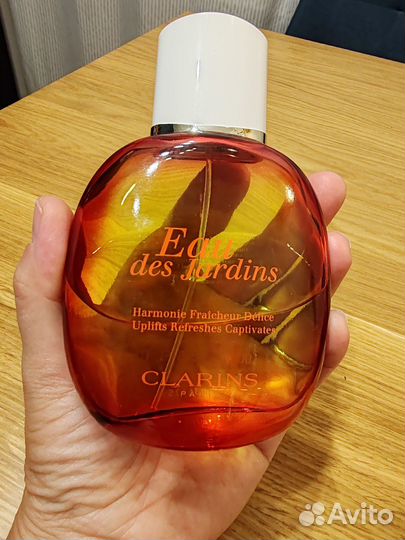 Eau
des Jardins
Harmonie Fraîcheur Délice
Uplifts Refreshes Captivates
CLARINS
PARIS
Avito